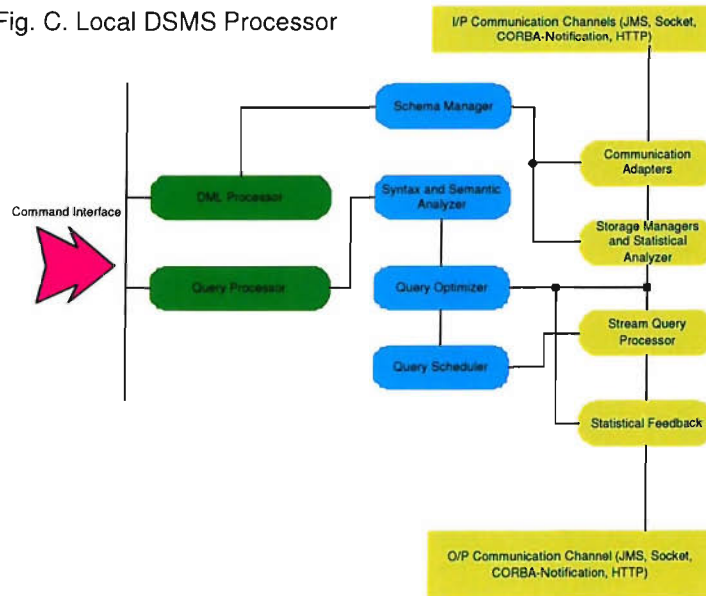 Fig. C. Local DSMS Processor
I/P Communication Channels (JMS, Socket,
CORBA-Notification, HTTP)
Schema Manager
Communication
Adapters
DML Processor
Syntax and Semantic
Analyzer
Command Interface
Storage Managers
and Statistical
Analyzer
Query Processor
Query Optimizer
Stream Query
Processor
Query Scheduler
Statistical Feedback
O/P Communication Channel (JMS, Socket,
CORBA-Notification, HTTP)